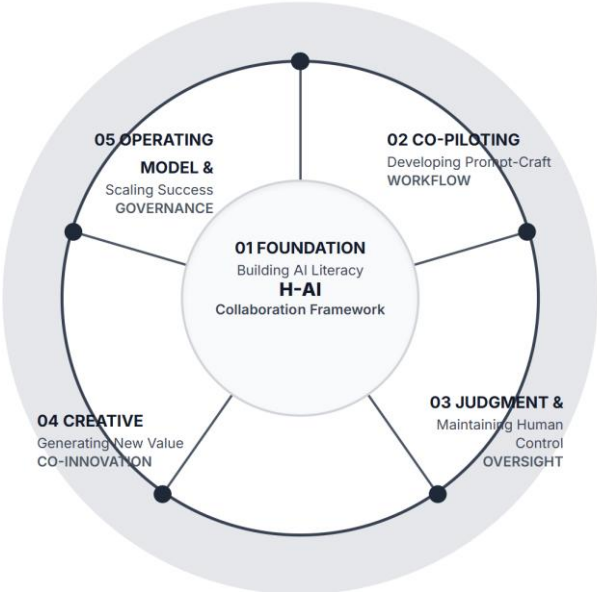 01 FOUNDATION
Building AI Literacy
H-AI
Collaboration Framework
02 CO-PILOTING
Developing Prompt-Craft
WORKFLOW
03 JUDGMENT &
Maintaining Human
Control
OVERSIGHT
04 CREATIVE
Generating New Value
CO-INNOVATION
05 OPERATING
MODEL &
Scaling Success
GOVERNANCE